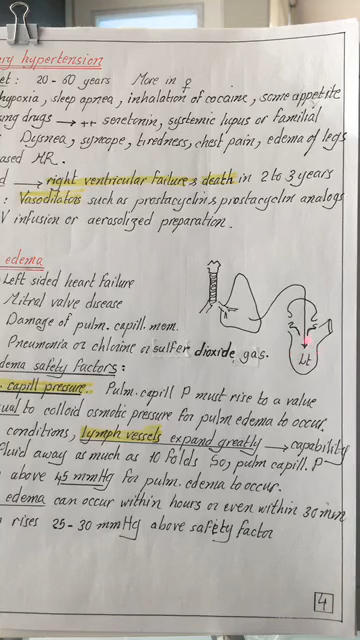 ry hypertension
et: 20-60 years More in ♀
hypoxia, sleep apnea, inhalation of cocaine, some appetite
ng drugs → ++ serotonin, systemic lupus or familial
Dysnea, syncope, tiredness, chest pain, edema of legs
ased HR.
d → right ventricular failure & death in 2 to 3 years
: Vasodilators such as prostacyclins, prostacyclin analogs
V infusion or aerosolized preparation.
edema
Left sided heart failure
Mitral valve disease
Damage of pulm. capill. mem.
Pneumonia or chlorine or sulfer dioxide gas.
dema safety factors:
capill pressure. Pulm. capill P must rise to a value
ual to colloid osmotic pressure for pulm edema to occur.
conditions, lymph vessels expand greatly → capability
fluid away as much as 10 folds So, pulm capill. P
above 45 mmHg for pulm. edema to occur.
edema can occur within hours or even within 30 min
rises 25-30 mmHg above safety factor
Lt
4